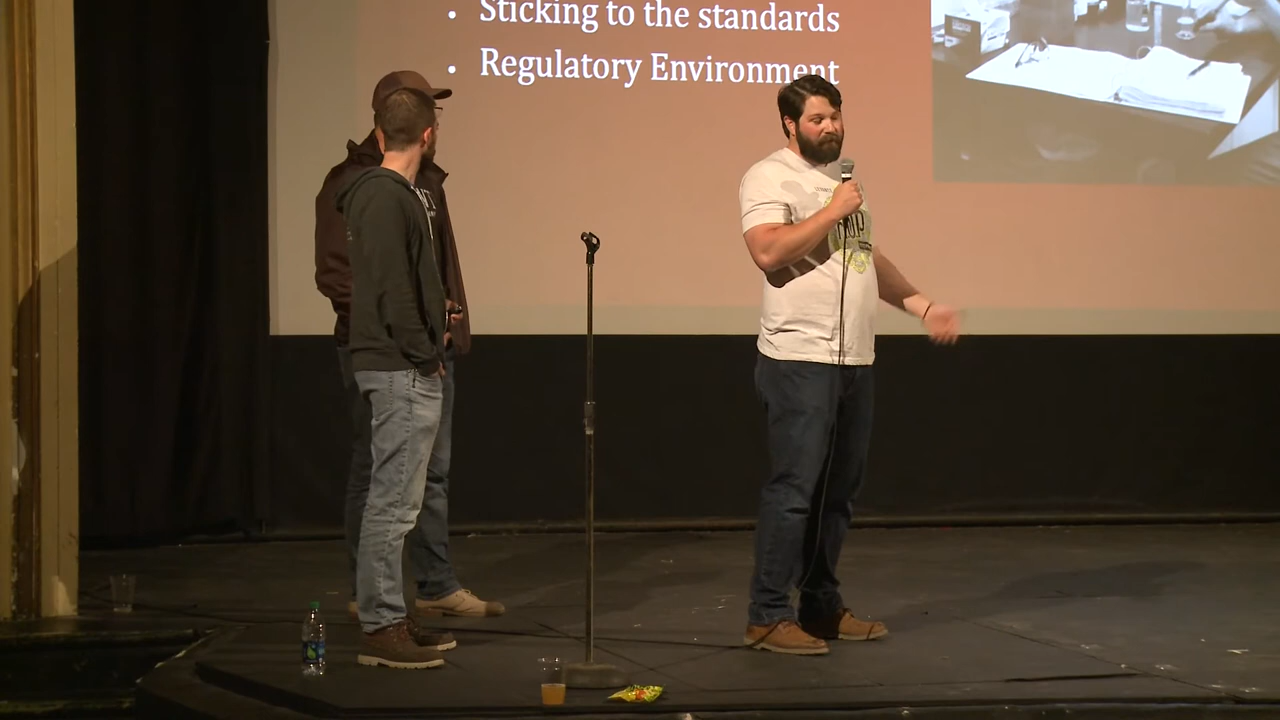 • Sticking to the standards
• Regulatory Environment